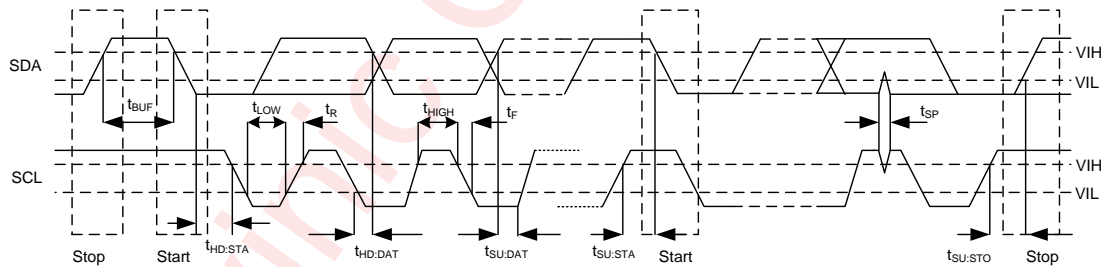 SDA
VIH
VIL
tBUF
tLOW
tR
tHIGH
tF
tSP
SCL
VIH
VIL
tHD:STA
tHD:DAT
tSU:DAT
tSU:STA
tSU:STO
Stop
Start
Start
Stop